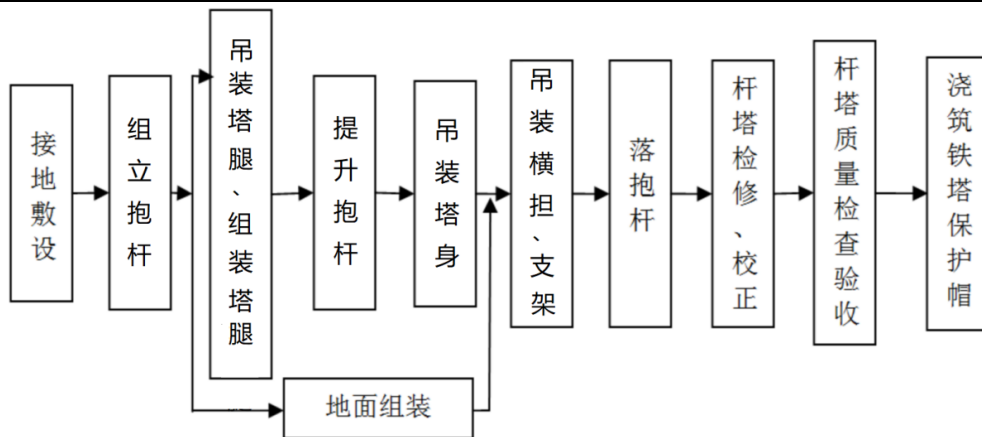 接地敷设
组立抱杆
吊装塔腿、组装塔腿
提升抱杆
吊装塔身
吊装横担、支架
落抱杆
杆塔检修、校正
杆塔质量检查验收
浇筑铁塔保护帽
地面组装